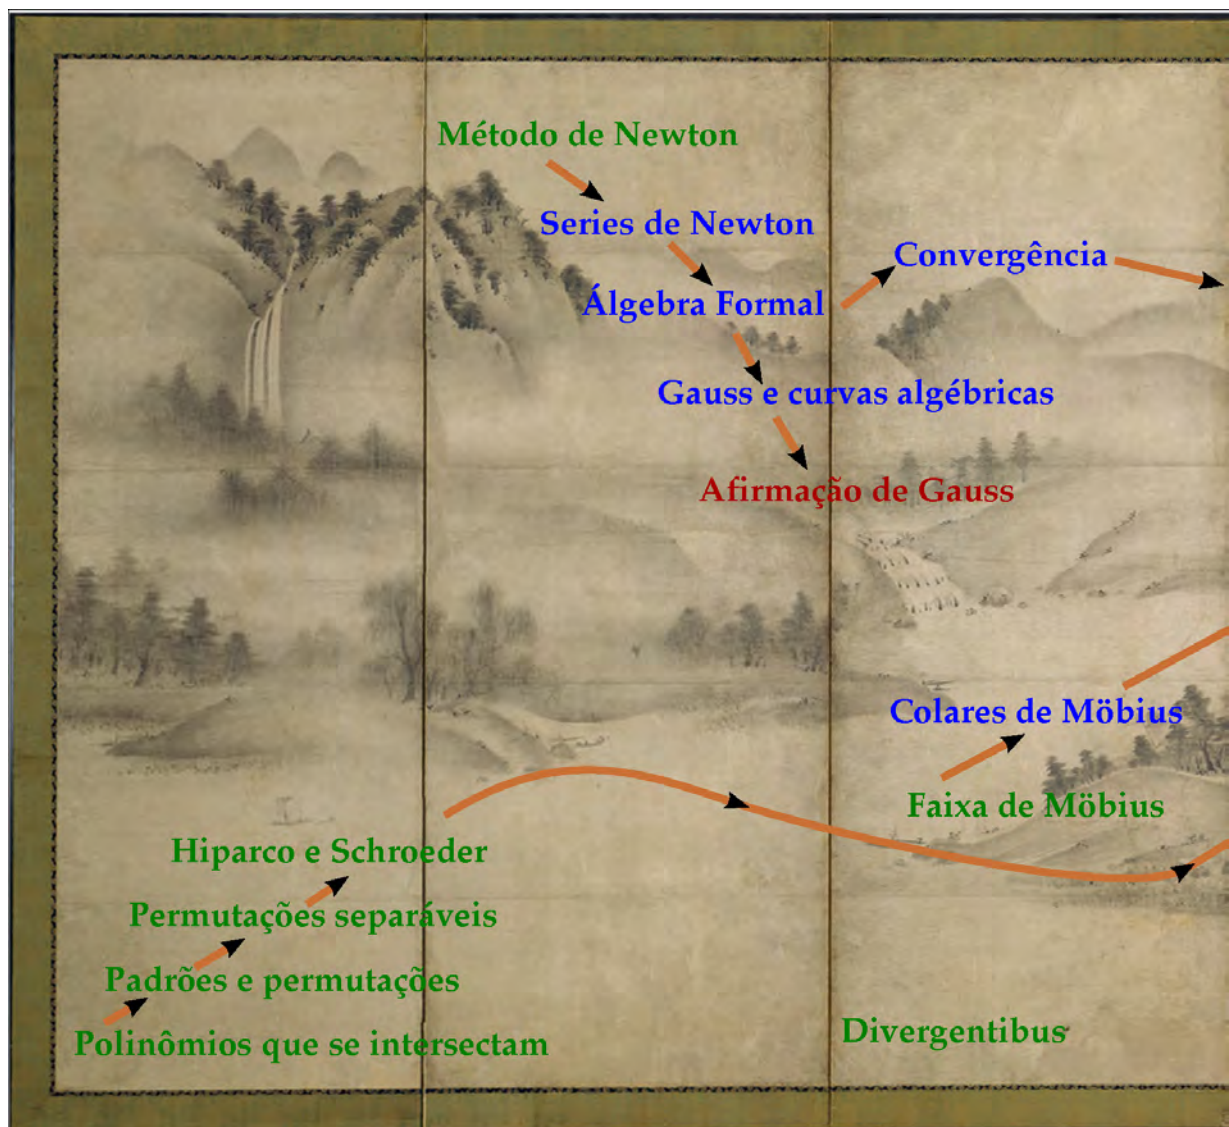 Método de Newton
Series de Newton
Convergência
Álgebra Formal
Gauss e curvas algébricas
Afirmação de Gauss
Colares de Möbius
Faixa de Möbius
Hiparco e Schroeder
Permutações separáveis
Padrões e permutações
Polinômios que se intersectam
Divergentibus